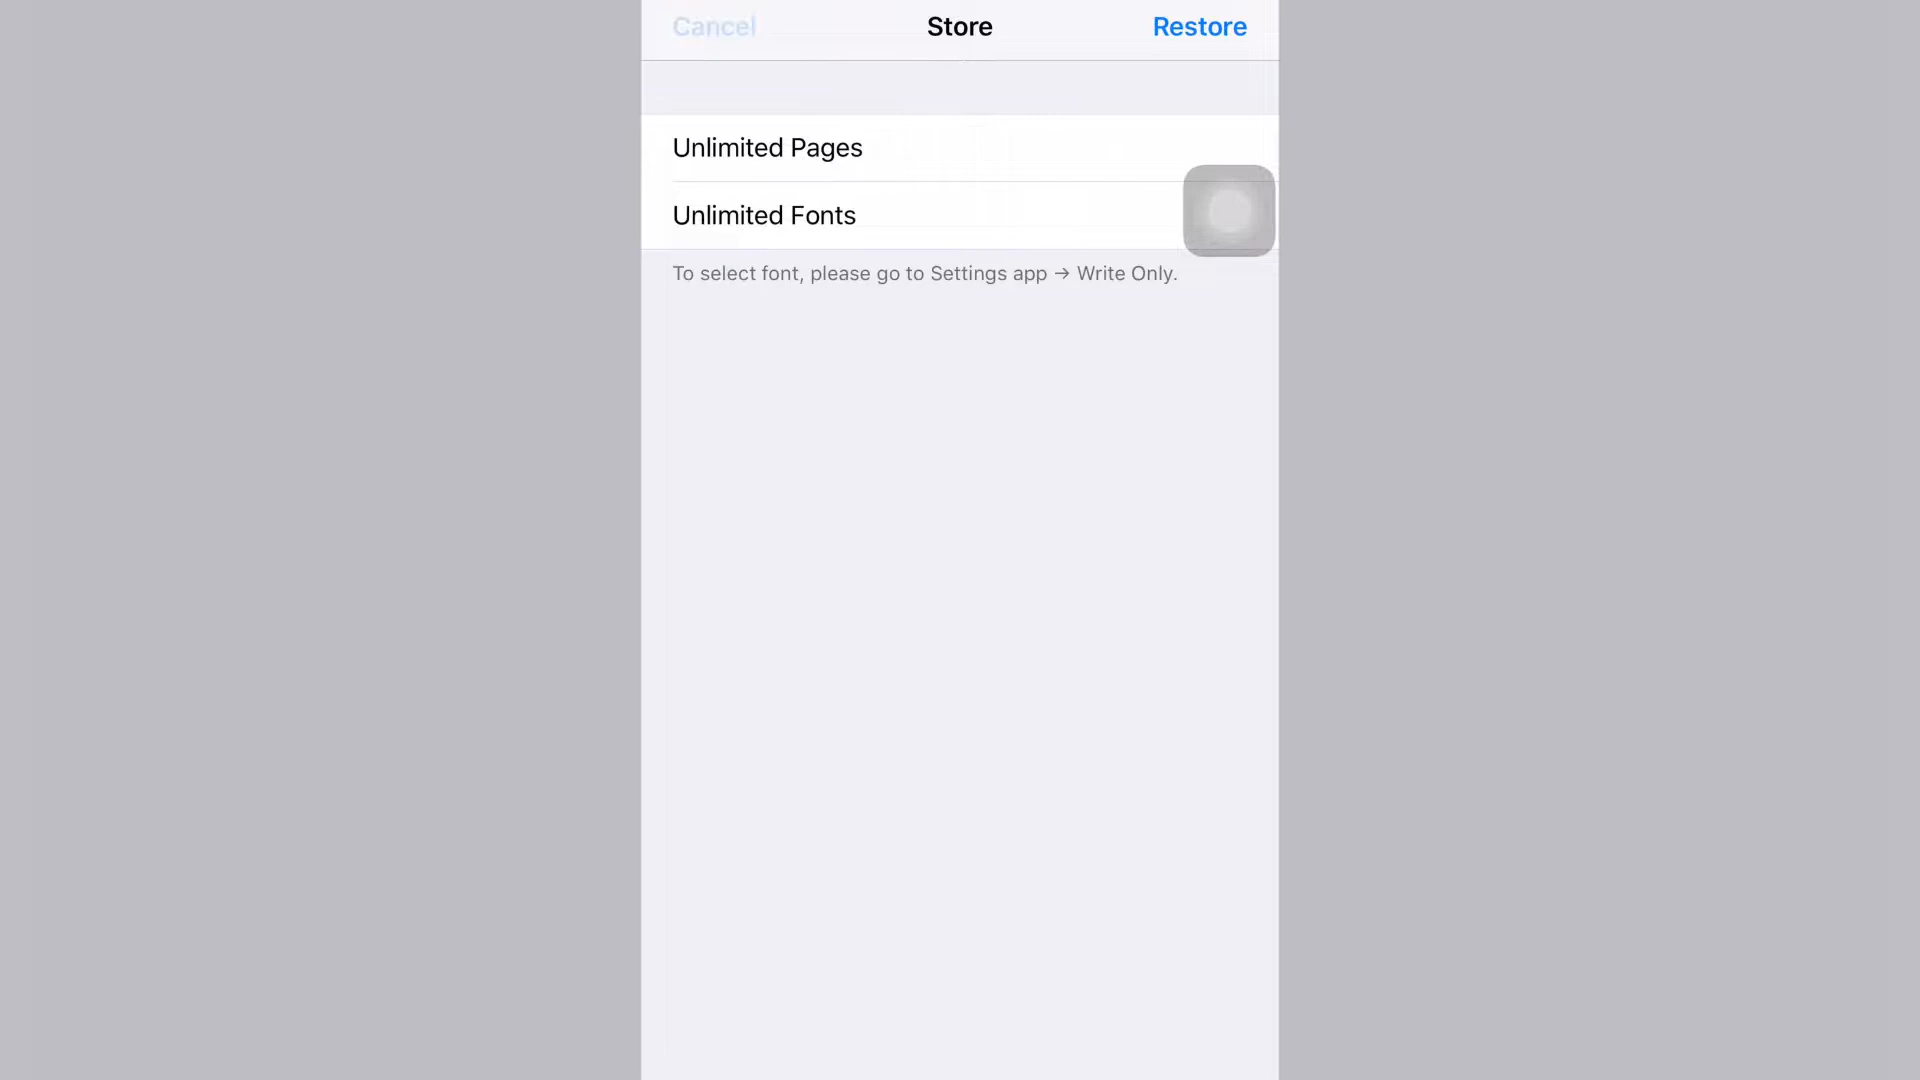 Cancel Store Restore
Unlimited Pages
Unlimited Fonts
To select font, please go to Settings app → Write Only.